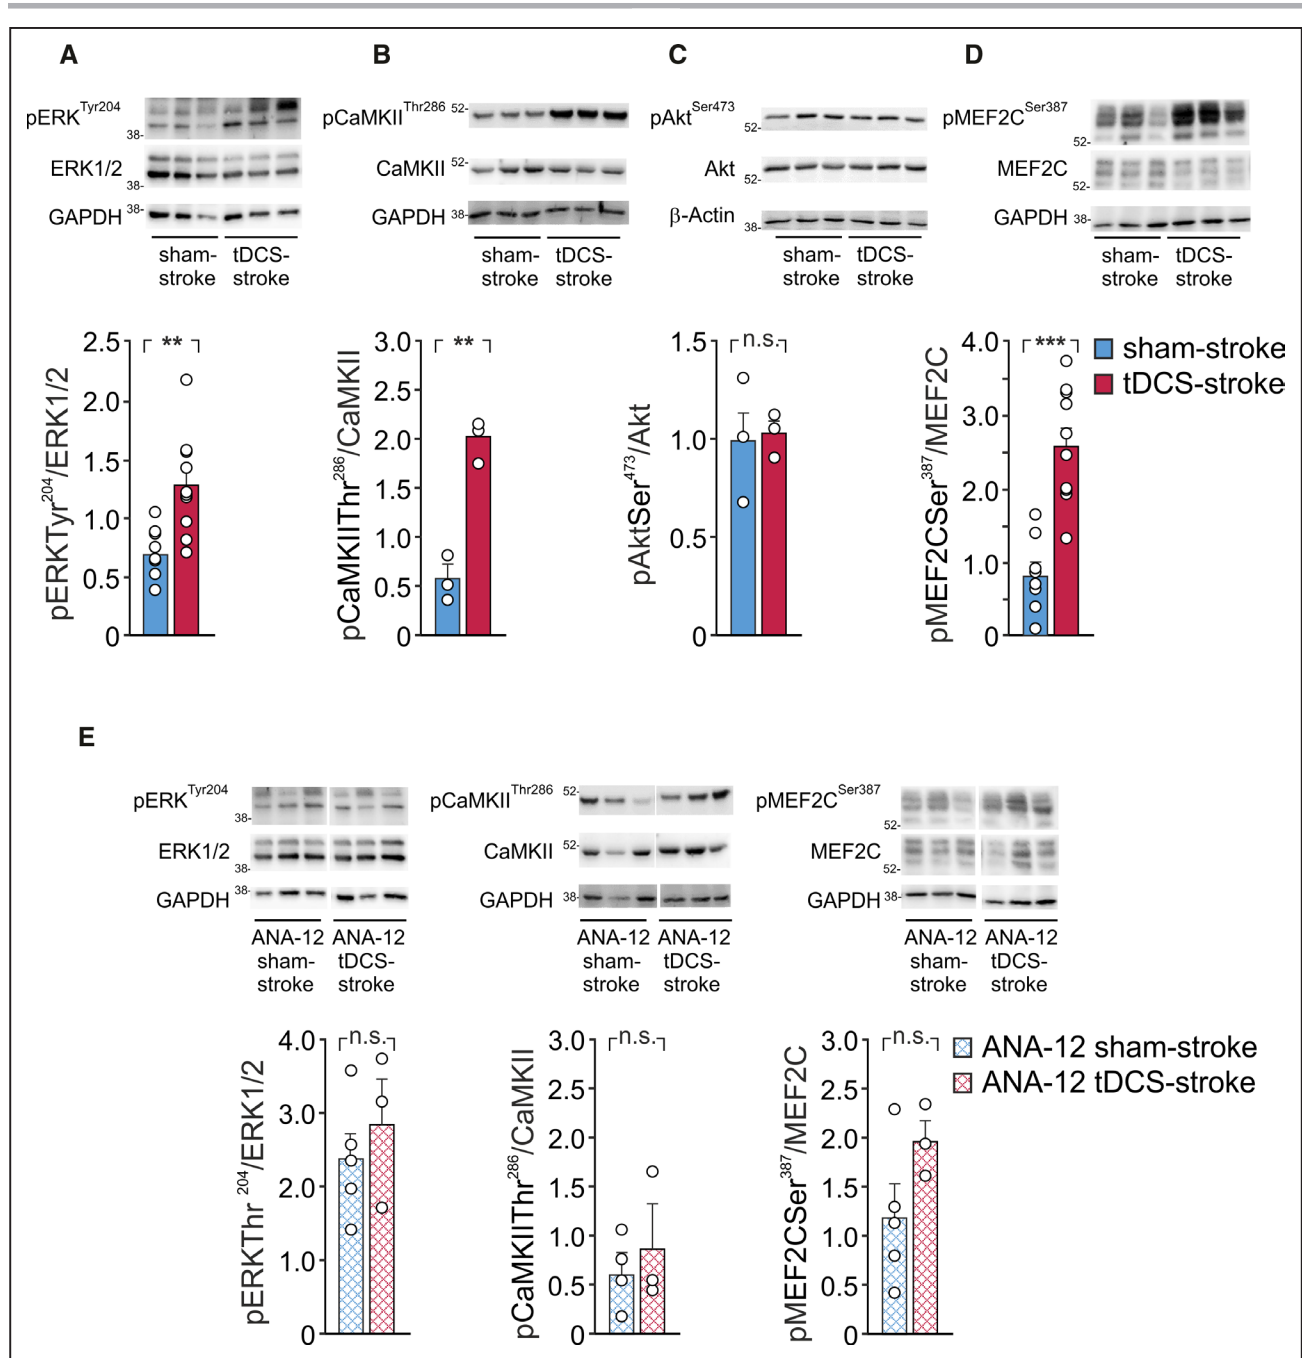 A
B
C
D
pERKTyr204
38-
ERK1/2
38-
GAPDH
38-
sham-
stroke
tDCS-
stroke
pCaMKIIThr286
52-
CaMKII
52-
GAPDH
38-
sham-
stroke
tDCS-
stroke
pAktSer473
52-
Akt
52-
β-Actin
38-
sham-
stroke
tDCS-
stroke
pMEF2CSer387
52-
MEF2C
52-
GAPDH
38-
sham-
stroke
tDCS-
stroke
pERKTyr204/ERK1/2
2.5
2.0
1.5
1.0
0.5
0
**
pCaMKIIThr286/CaMKII
3.0
2.5
2.0
1.5
1.0
0.5
0
**
pAktSer473/Akt
1.5
1.0
0.5
0
n.s.
pMEF2CSer387/MEF2C
4.0
3.0
2.0
1.0
0
***
sham-stroke
tDCS-stroke
E
pERKTyr204
38-
ERK1/2
38-
GAPDH
38-
ANA-12
sham-
stroke
ANA-12
tDCS-
stroke
pCaMKIIThr286
52-
CaMKII
52-
GAPDH
38-
ANA-12
sham-
stroke
ANA-12
tDCS-
stroke
pMEF2CSer387
52-
MEF2C
52-
GAPDH
38-
ANA-12
sham-
stroke
ANA-12
tDCS-
stroke
pERKThr 204/ERK1/2
4.0
3.0
2.0
1.0
0
n.s.
pCaMKIIThr286/CaMKII
3.0
2.5
2.0
1.5
1.0
0.5
0
n.s.
pMEF2CSer387/MEF2C
3.0
2.5
2.0
1.5
1.0
0.5
0
n.s.
ANA-12 sham-stroke
ANA-12 tDCS-stroke